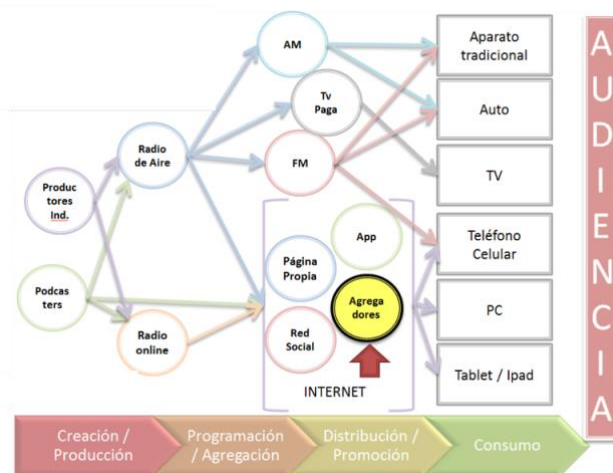 AM
Tv
Paga
FM
Radio
de Aire
Produc
tores
Ind.
Podcas
ters
Radio
online
App
Página
Propia
Agrega
dores
Red
Social
INTERNET
Aparato
tradicional
Auto
TV
Teléfono
Celular
PC
Tablet / Ipad
AUDIENCIA
Creación /
Producción
Programación
/ Agregación
Distribución /
Promoción
Consumo